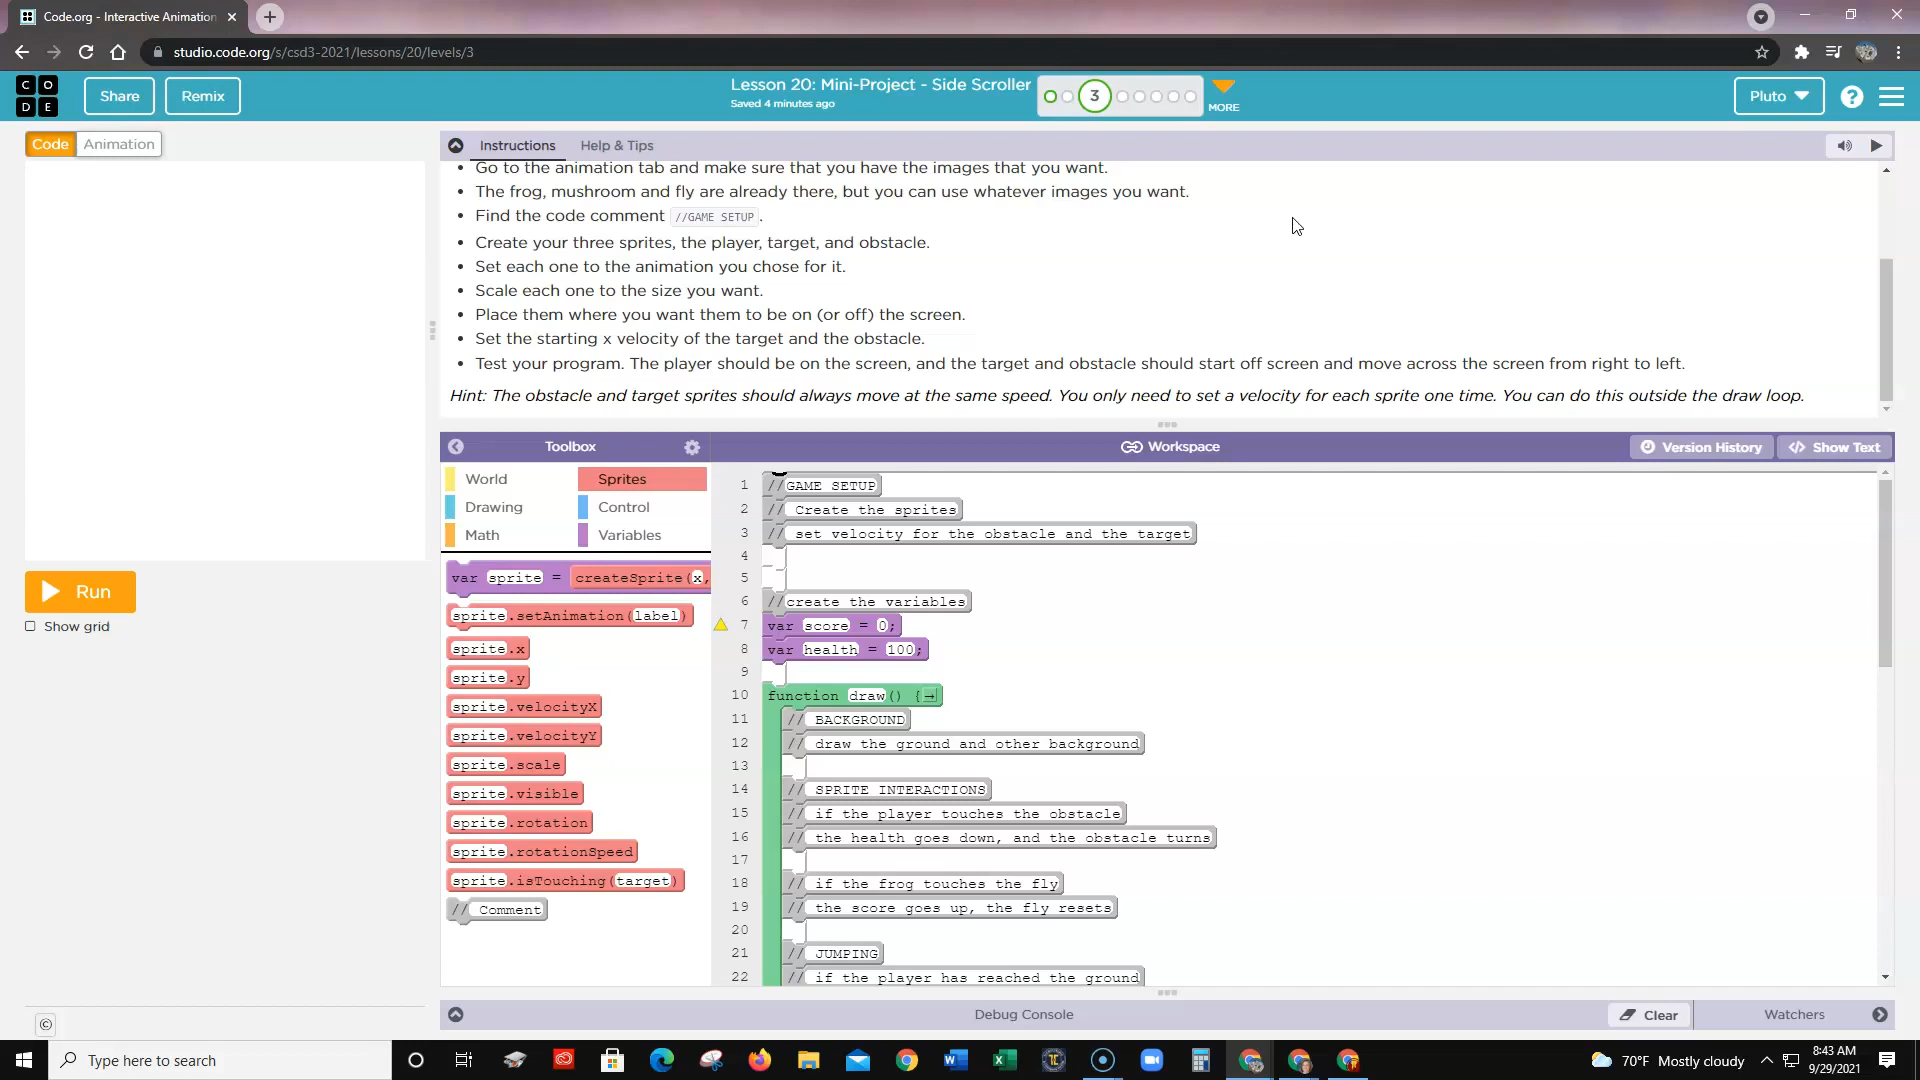 Code.org - Interactive Animation
studio.code.org/s/csd3-2021/lessons/20/levels/3
C O
D E
Share
Remix
Lesson 20: Mini-Project - Side Scroller
Saved 4 minutes ago
3
MORE
Pluto
?
Code
Animation
Instructions
Help & Tips
Go to the animation tab and make sure that you have the images that you want.
The frog, mushroom and fly are already there, but you can use whatever images you want.
Find the code comment //GAME SETUP.
Create your three sprites, the player, target, and obstacle.
Set each one to the animation you chose for it.
Scale each one to the size you want.
Place them where you want them to be on (or off) the screen.
Set the starting x velocity of the target and the obstacle.
Test your program. The player should be on the screen, and the target and obstacle should start off screen and move across the screen from right to left.
Hint: The obstacle and target sprites should always move at the same speed. You only need to set a velocity for each sprite one time. You can do this outside the draw loop.
Toolbox
Workspace
Version History
Show Text
World
Sprites
Drawing
Control
Math
Variables
var sprite = createSprite(x,
sprite.setAnimation(label)
sprite.x
sprite.y
sprite.velocityX
sprite.velocityY
sprite.scale
sprite.visible
sprite.rotation
sprite.rotationSpeed
sprite.isTouching(target)
// Comment
1 //GAME SETUP
2 // Create the sprites
3 // set velocity for the obstacle and the target
4
5
6 //create the variables
7 var score = 0;
8 var health = 100;
9
10 function draw() {
11 // BACKGROUND
12 // draw the ground and other background
13
14 // SPRITE INTERACTIONS
15 // if the player touches the obstacle
16 // the health goes down, and the obstacle turns
17
18 // if the frog touches the fly
19 // the score goes up, the fly resets
20
21 // JUMPING
22 // if the player has reached the ground
Run
Show grid
©
Debug Console
Clear
Watchers
Type here to search
70°F Mostly cloudy
8:43 AM
9/29/2021